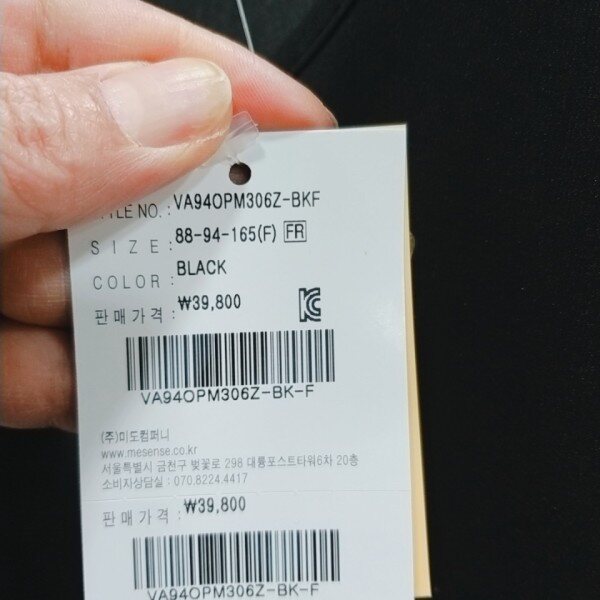 YLE NO. : VA94OPM306Z-BKF
SIZE : 88-94-165(F) FR
COLOR : BLACK
판매가격 : ₩39,800
VA94OPM306Z-BK-F
(주)미도컴퍼니
www.mesense.co.kr
서울특별시 금천구 벚꽃로 298 대륭포스트타워6차 20층
소비자상담실 : 070.8224.4417
판매가격 : ₩39,800
VA94OPM306Z-BK-F